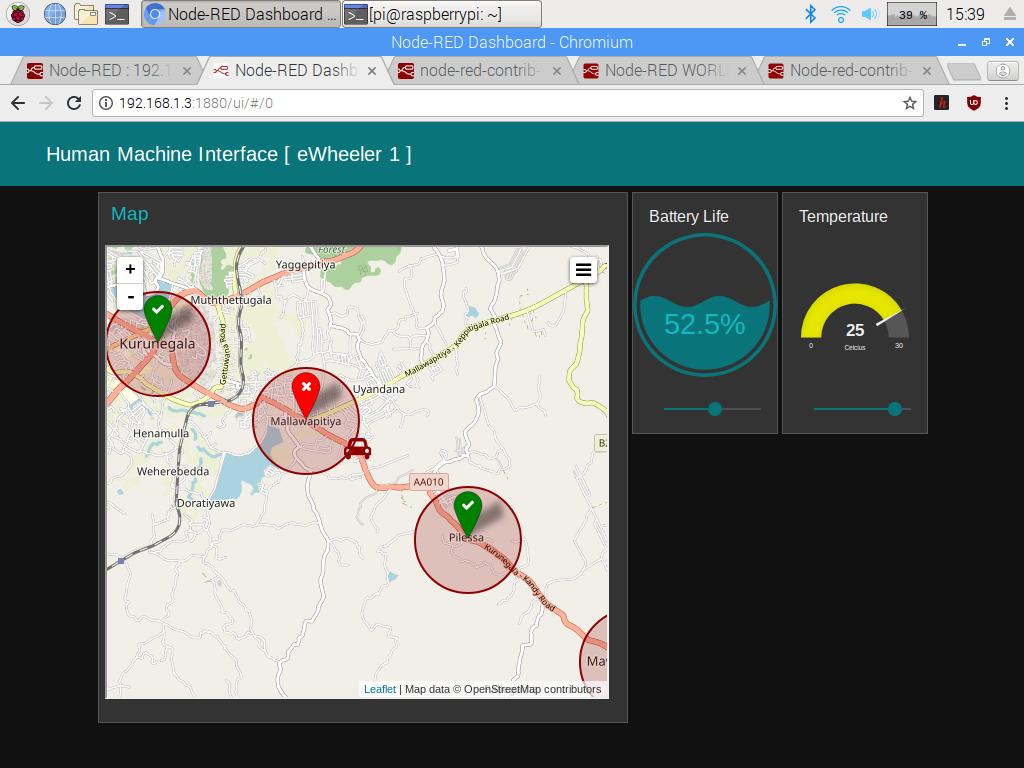 Node-RED Dashboard ...
[pi@raspberrypi: ~]
39 %
15:39
Node-RED Dashboard - Chromium
Node-RED : 192.1
Node-RED Dashb
node-red-contrib-
Node-RED WORL
Node-red-contrib-
192.168.1.3:1880/ui/#/0
Human Machine Interface [ eWheeler 1 ]
Map
+
-
Forest
Yaggepitiya
Muththettugala
Kurunegala
Gettuwana Road
Mallawapitiya - Keppitigala Road
Uyandana
Mallawapitiya
Henamulla
Weherebedda
Doratiyawa
AA010
B2
Pilessa
Kurunegala - Kandy Road
Maw
Leaflet | Map data © OpenStreetMap contributors
Battery Life
52.5%
Temperature
25
0
Celcius
30